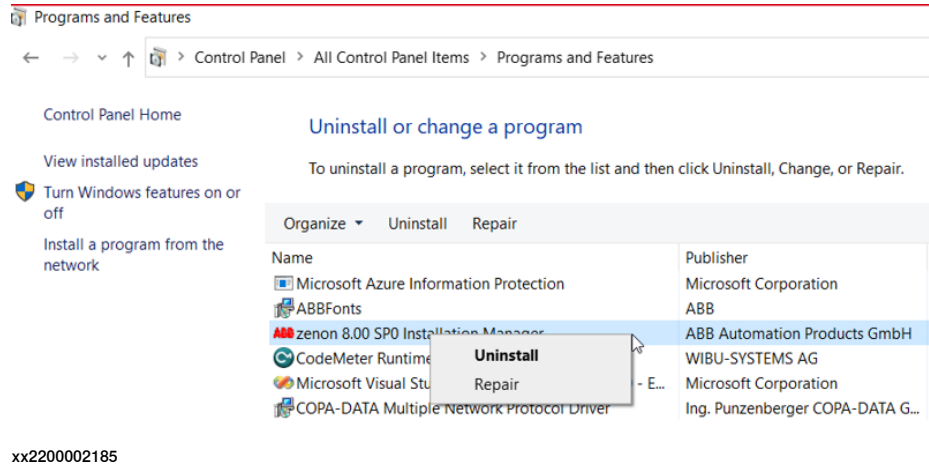 Programs and Features
Control Panel > All Control Panel Items > Programs and Features
Control Panel Home
View installed updates
Turn Windows features on or
off
Install a program from the
network
Uninstall or change a program
To uninstall a program, select it from the list and then click Uninstall, Change, or Repair.
Organize Uninstall Repair
Name Publisher
Microsoft Azure Information Protection Microsoft Corporation
ABBFonts ABB
ABB zenon 8.00 SP0 Installation Manager ABB Automation Products GmbH
CodeMeter Runtime WIBU-SYSTEMS AG
Microsoft Visual Stu - E... Microsoft Corporation
COPA-DATA Multiple Network Protocol Driver Ing. Punzenberger COPA-DATA G...
Uninstall
Repair
xx2200002185